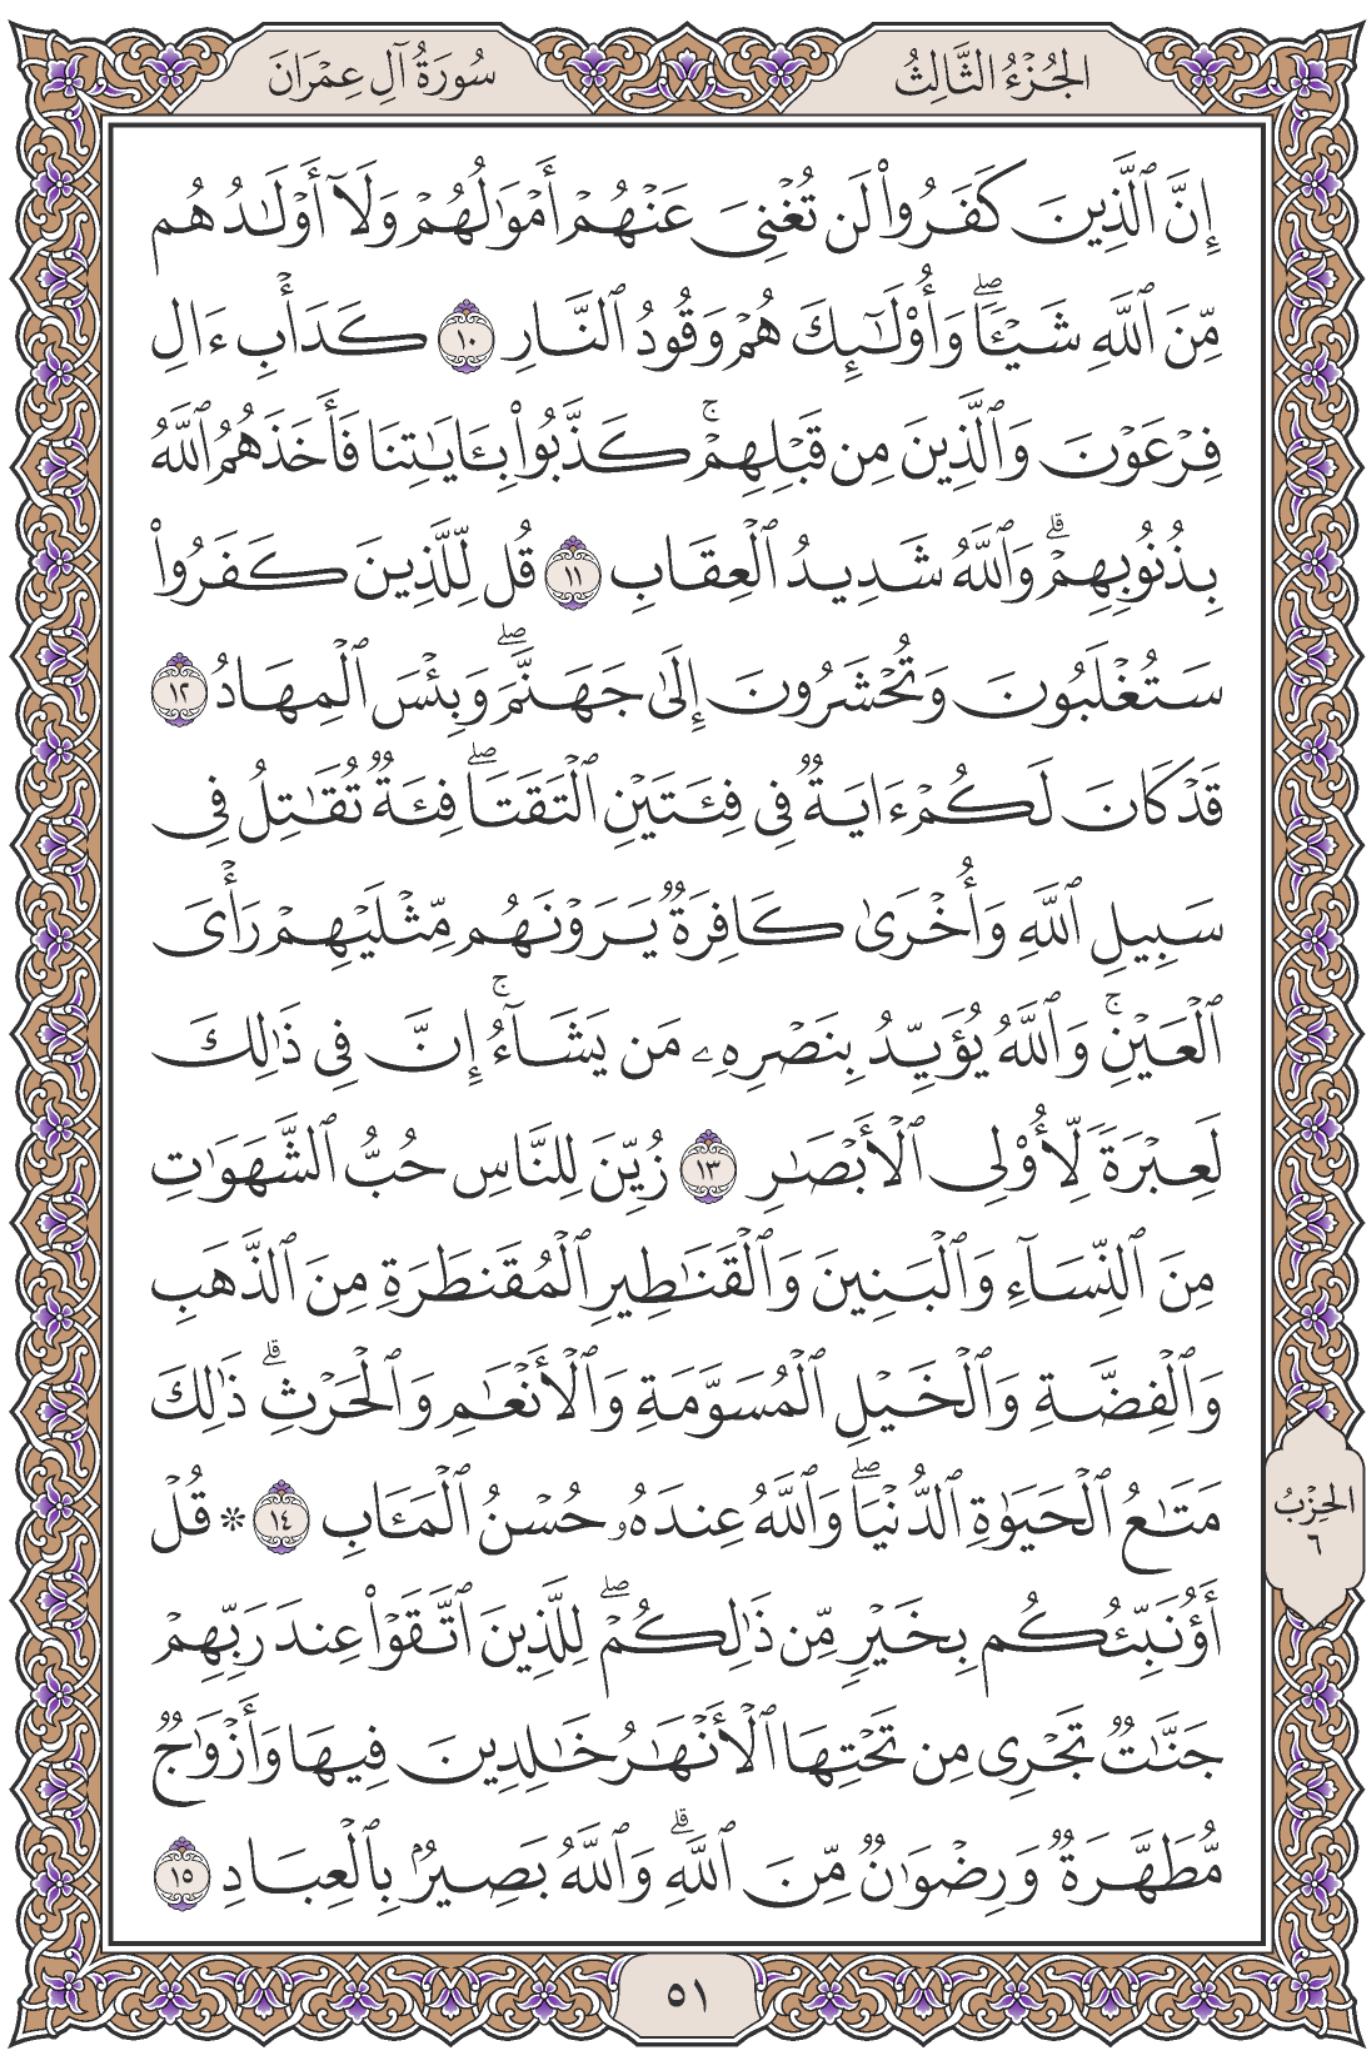 الجُزْءُ الثَّالِثُ
سُورَةُ آلِ عِمْرَانَ
إِنَّ ٱلَّذِينَ كَفَرُوا۟ لَن تُغْنِىَ عَنْهُمْ أَمْوَٰلُهُمْ وَلَآ أَوْلَـٰدُهُم
مِّنَ ٱللَّهِ شَيْـًٔا ۖ وَأُو۟لَـٰٓئِكَ هُمْ وَقُودُ ٱلنَّارِ ١٠ كَدَأْبِ ءَالِ
فِرْعَوْنَ وَٱلَّذِينَ مِن قَبْلِهِمْ ۚ كَذَّبُوا۟ بِـَٔايَـٰتِنَا فَأَخَذَهُمُ ٱللَّهُ
بِذُنُوبِهِمْ ۗ وَٱللَّهُ شَدِيدُ ٱلْعِقَابِ ١١ قُل لِّلَّذِينَ كَفَرُوا۟
سَتُغْلَبُونَ وَتُحْشَرُونَ إِلَىٰ جَهَنَّمَ ۖ وَبِئْسَ ٱلْمِهَادُ ١٢
قَدْ كَانَ لَكُمْ ءَايَةٌ فِى فِئَتَيْنِ ٱلْتَقَتَا ۖ فِئَةٌ تُقَـٰتِلُ فِى
سَبِيلِ ٱللَّهِ وَأُخْرَىٰ كَافِرَةٌ يَرَوْنَهُم مِّثْلَيْهِمْ رَأْىَ
ٱلْعَيْنِ ۚ وَٱللَّهُ يُؤَيِّدُ بِنَصْرِهِۦ مَن يَشَآءُ ۚ إِنَّ فِى ذَٰلِكَ
لَعِبْرَةً لِّأُو۟لِى ٱلْأَبْصَـٰرِ ١٣ زُيِّنَ لِلنَّاسِ حُبُّ ٱلشَّهَوَٰتِ
مِنَ ٱلنِّسَآءِ وَٱلْبَنِينَ وَٱلْقَنَـٰطِيرِ ٱلْمُقَنطَرَةِ مِنَ ٱلذَّهَبِ
وَٱلْفِضَّةِ وَٱلْخَيْلِ ٱلْمُسَوَّمَةِ وَٱلْأَنْعَـٰمِ وَٱلْحَرْثِ ۗ ذَٰلِكَ
مَتَـٰعُ ٱلْحَيَوٰةِ ٱلدُّنْيَا ۖ وَٱللَّهُ عِندَهُۥ حُسْنُ ٱلْمَـَٔابِ ١٤ ۞ قُلْ
أَؤُنَبِّئُكُم بِخَيْرٍ مِّن ذَٰلِكُمْ ۖ لِلَّذِينَ ٱتَّقَوْا۟ عِندَ رَبِّهِمْ
جَنَّـٰتٌ تَجْرِى مِن تَحْتِهَا ٱلْأَنْهَـٰرُ خَـٰلِدِينَ فِيهَا وَأَزْوَٰجٌ
مُّطَهَّرَةٌ وَرِضْوَٰنٌ مِّنَ ٱللَّهِ ۗ وَٱللَّهُ بَصِيرٌۢ بِٱلْعِبَادِ ١٥
الحِزْبُ
٦
٥١